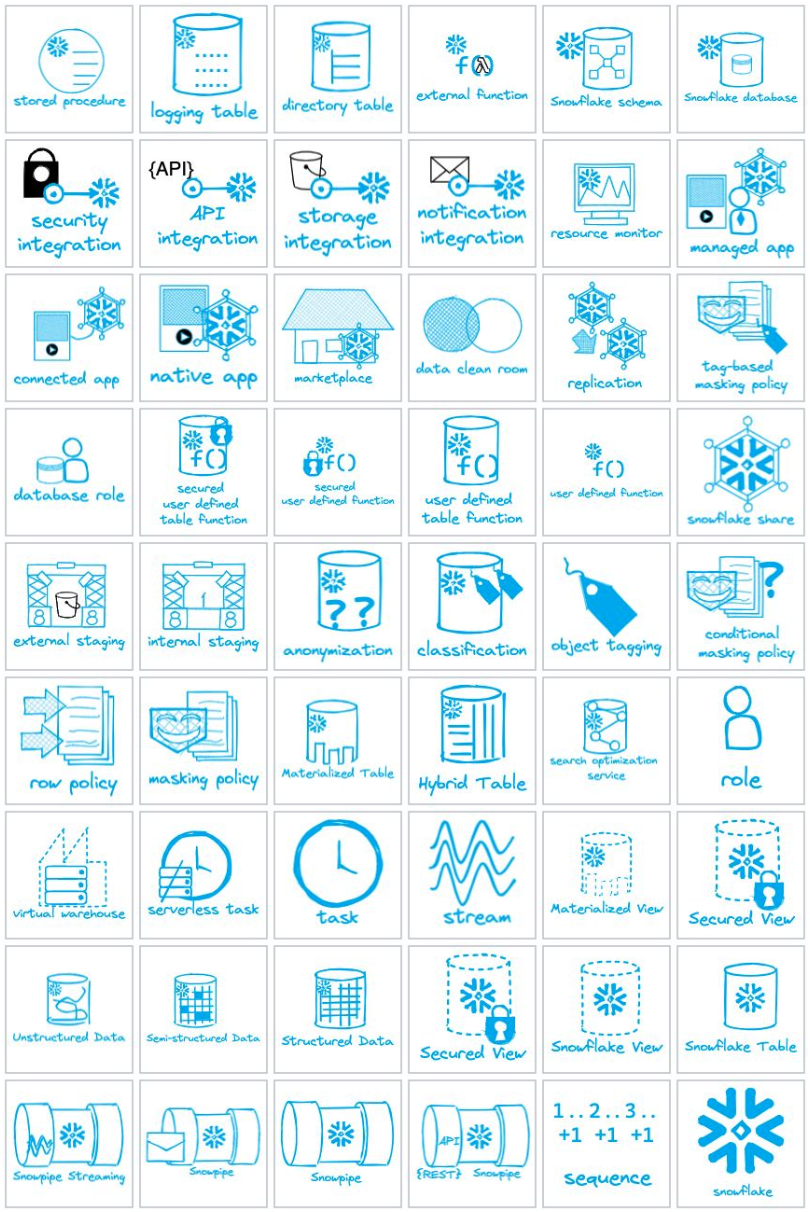 stored procedure
logging table
directory table
f(λ)
external function
Snowflake schema
Snowflake database
security
integration
{API}
API
integration
storage
integration
notification
integration
resource monitor
managed app
connected app
native app
marketplace
data clean room
replication
tag-based
masking policy
database role
f()
secured
user defined
table function
f()
secured
user defined function
f()
user defined
table function
f()
user defined function
snowflake share
external staging
internal staging
? ?
anonymization
classification
object tagging
?
conditional
masking policy
row policy
masking policy
Materialized Table
Hybrid Table
search optimization
service
role
virtual warehouse
serverless task
task
stream
Materialized View
Secured View
Unstructured Data
Semi-structured Data
Structured Data
Secured View
Snowflake View
Snowflake Table
Snowpipe Streaming
Snowpipe
Snowpipe
API
{REST}
Snowpipe
1..2..3..
+1 +1 +1
sequence
snowflake